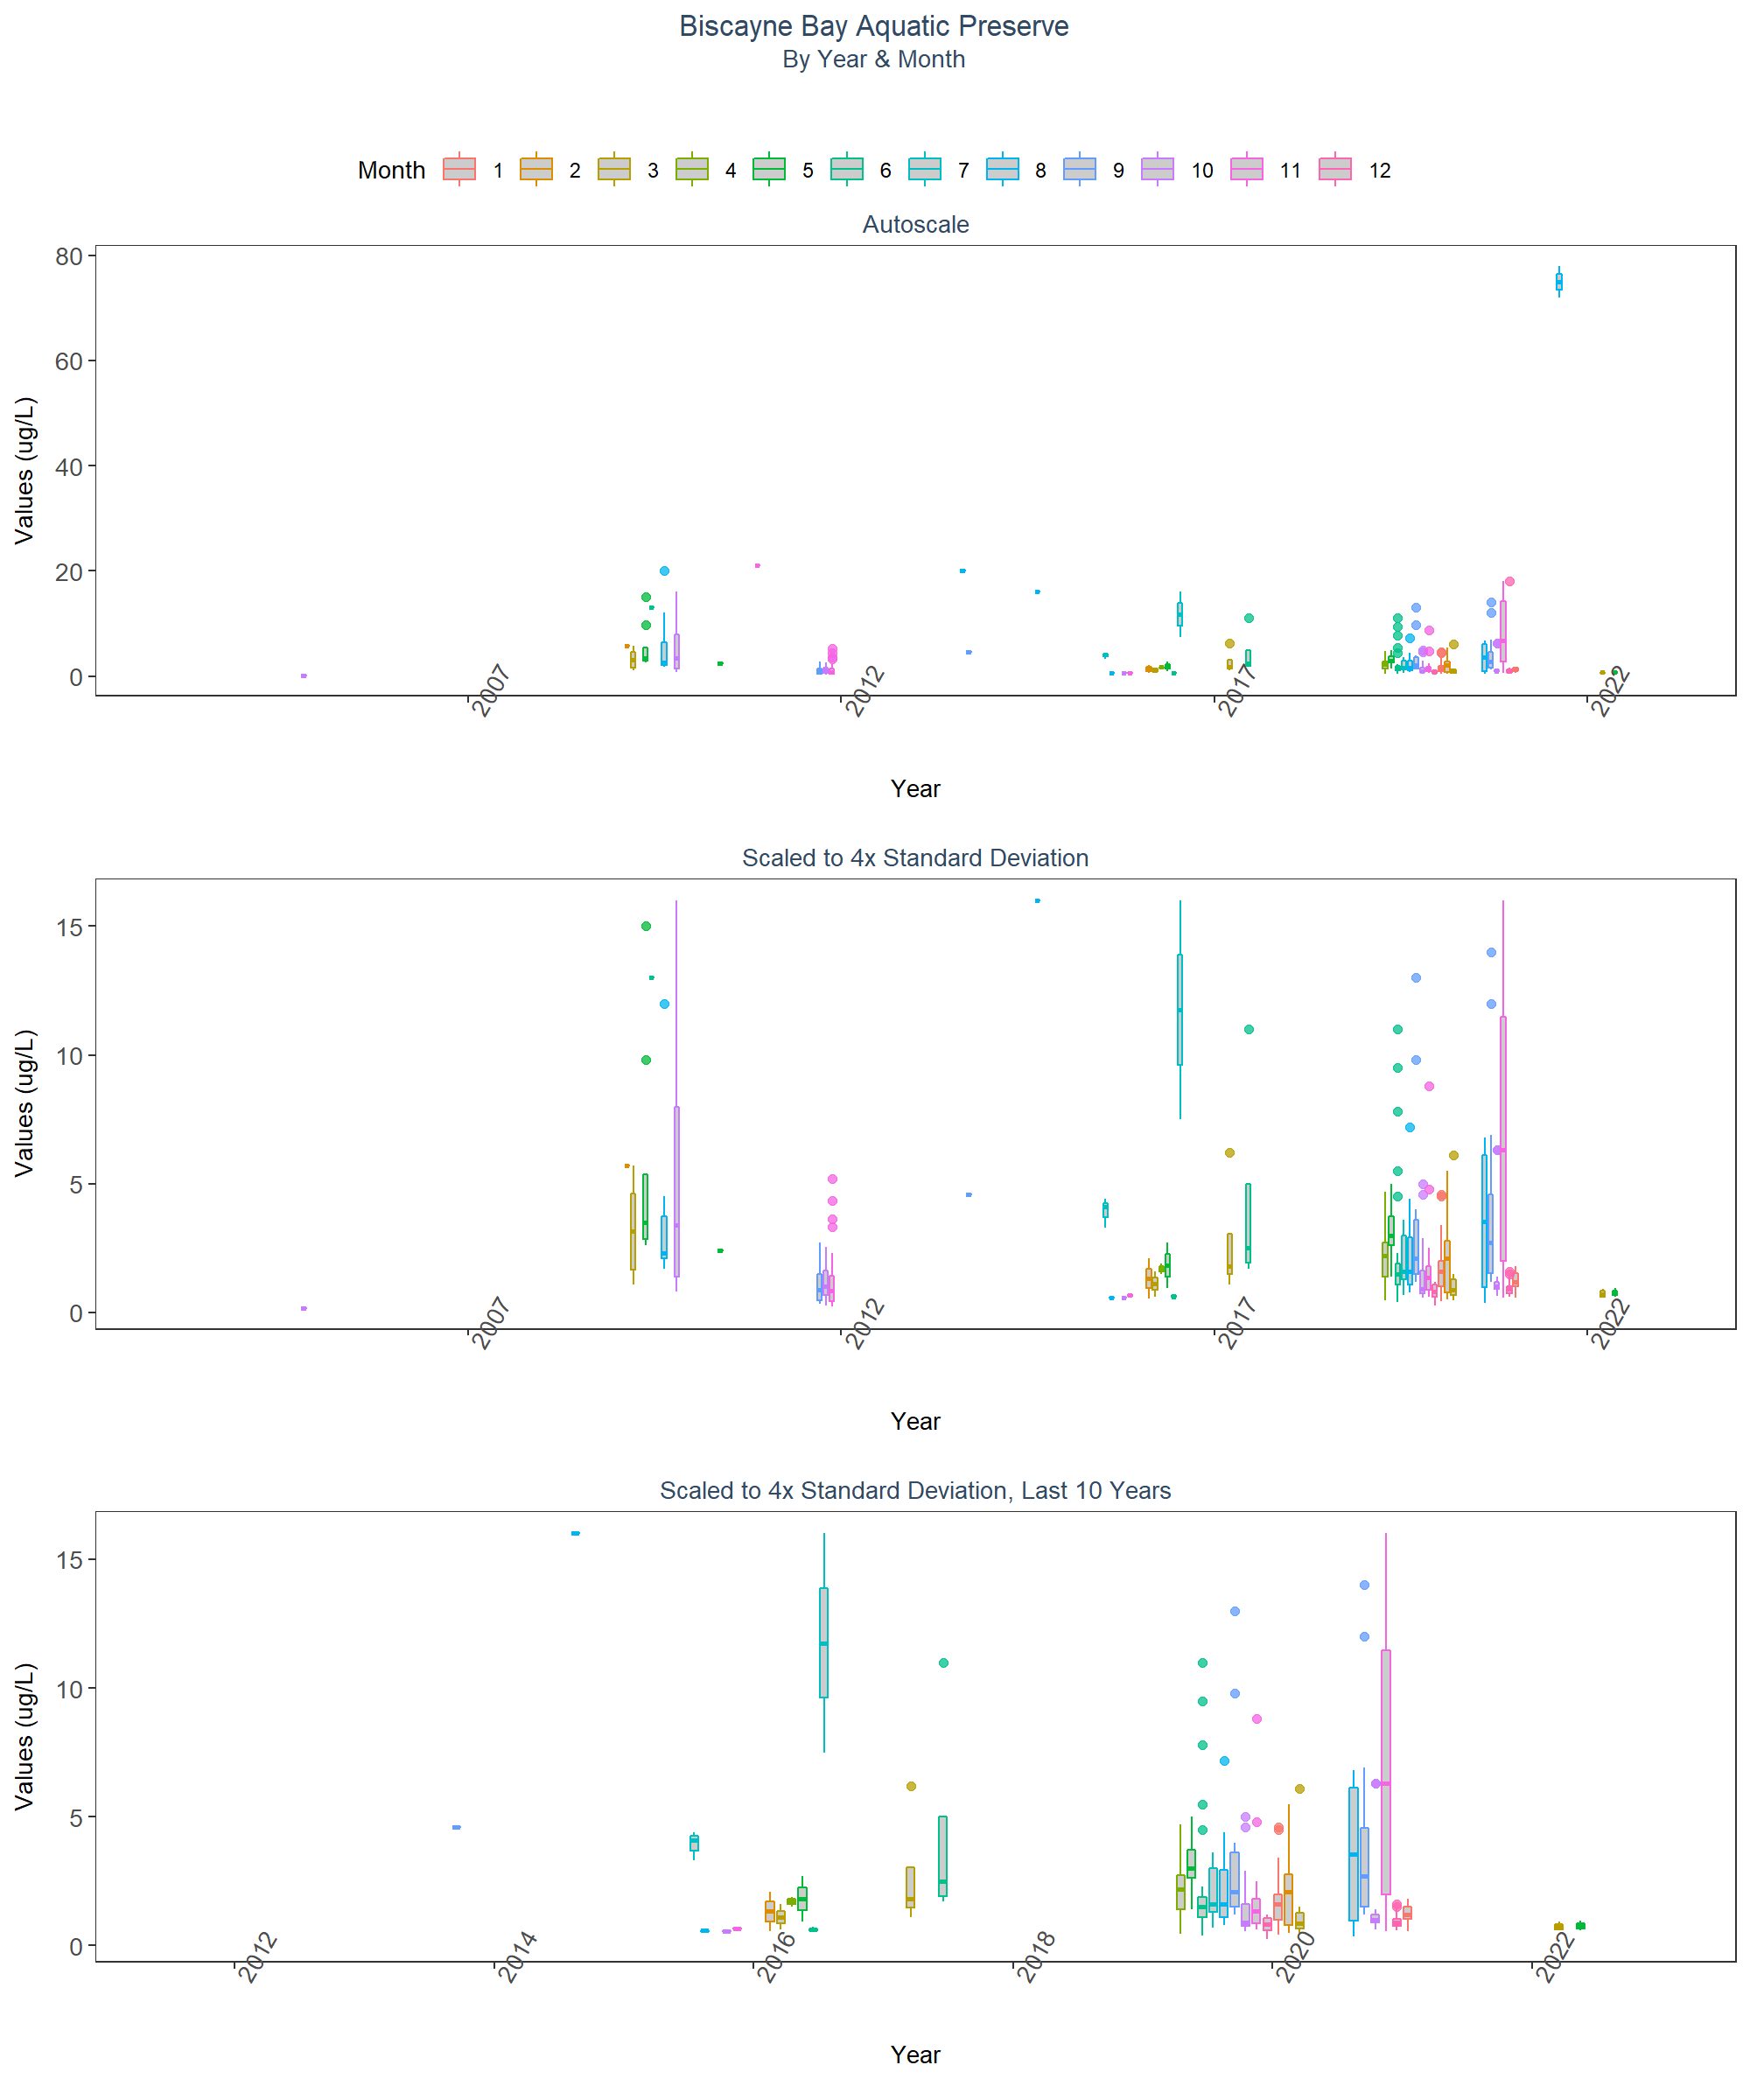 Biscayne Bay Aquatic Preserve
By Year & Month
Month 1 2 3 4 5 6 7 8 9 10 11 12
Autoscale
Values (ug/L)
80
60
40
20
0
2007 2012 2017 2022
Year
Scaled to 4x Standard Deviation
Values (ug/L)
15
10
5
0
2007 2012 2017 2022
Year
Scaled to 4x Standard Deviation, Last 10 Years
Values (ug/L)
15
10
5
0
2012 2014 2016 2018 2020 2022
Year